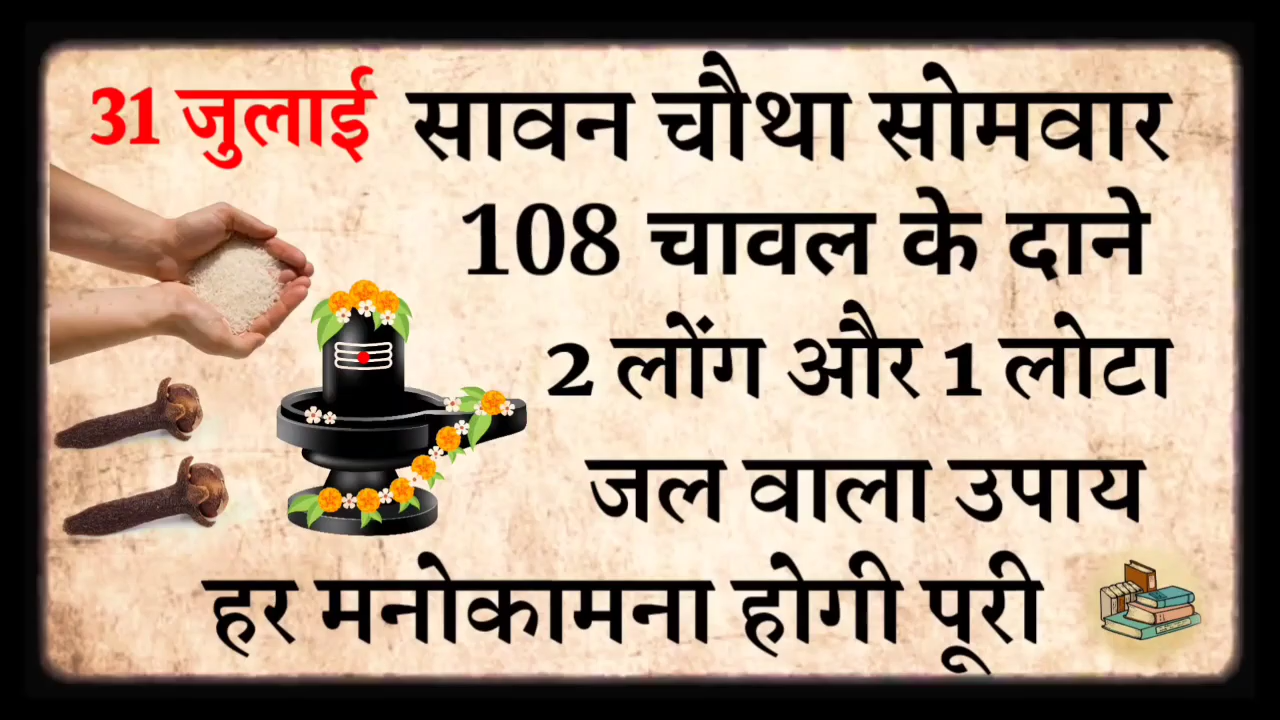 31 जुलाई सावन चौथा सोमवार
108 चावल के दाने
2 लोंग और 1 लोटा
जल वाला उपाय
हर मनोकामना होगी पूरी